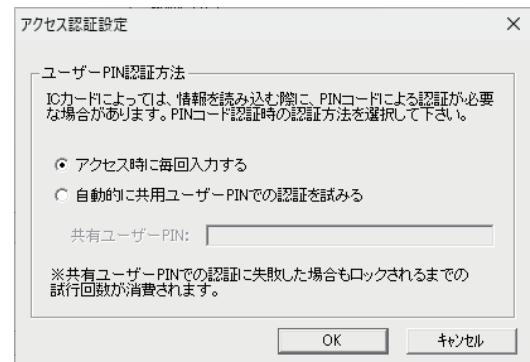 アクセス認証設定
ユーザーPIN認証方法
ICカードによっては、情報を読み込む際に、PINコードによる認証が必要
な場合があります。PINコード認証時の認証方法を選択して下さい。
アクセス時に毎回入力する
自動的に共用ユーザーPINでの認証を試みる
共有ユーザーPIN:
※共有ユーザーPINでの認証に失敗した場合もロックされるまでの
試行回数が消費されます。
OK キャンセル